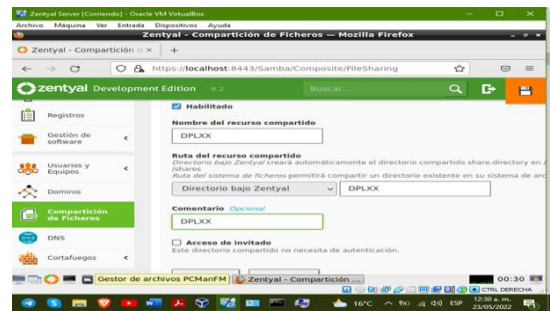 Zentyal Server [Corriendo] - Oracle VM VirtualBox
Archivo Máquina Ver Entrada Dispositivos Ayuda
Zentyal - Compartición de Ficheros — Mozilla Firefox
Zentyal - Compartición d
https://localhost:8443/Samba/Composite/FileSharing
zentyal Development Edition 6.2
Buscar...
Registros
Gestión de
software
Usuarios y
Equipos
Dominio
Compartición
de Ficheros
DNS
Cortafuegos
Habilitado
Nombre del recurso compartido
DPLXX
Ruta del recurso compartido
Directorio bajo Zentyal creará automáticamente el directorio compartido share.directory en /
/shares
Ruta del sistema de ficheros permitirá compartir un directorio existente en su sistema de arc
Directorio bajo Zentyal DPLXX
Comentario Opcional
DPLXX
Acceso de invitado
Este directorio compartido no necesita de autenticación.
Gestor de archivos PCManFM Zentyal - Compartición ... 00:30
CTRL DERECHA
16°C ESP 12:30 a. m.
23/05/2022